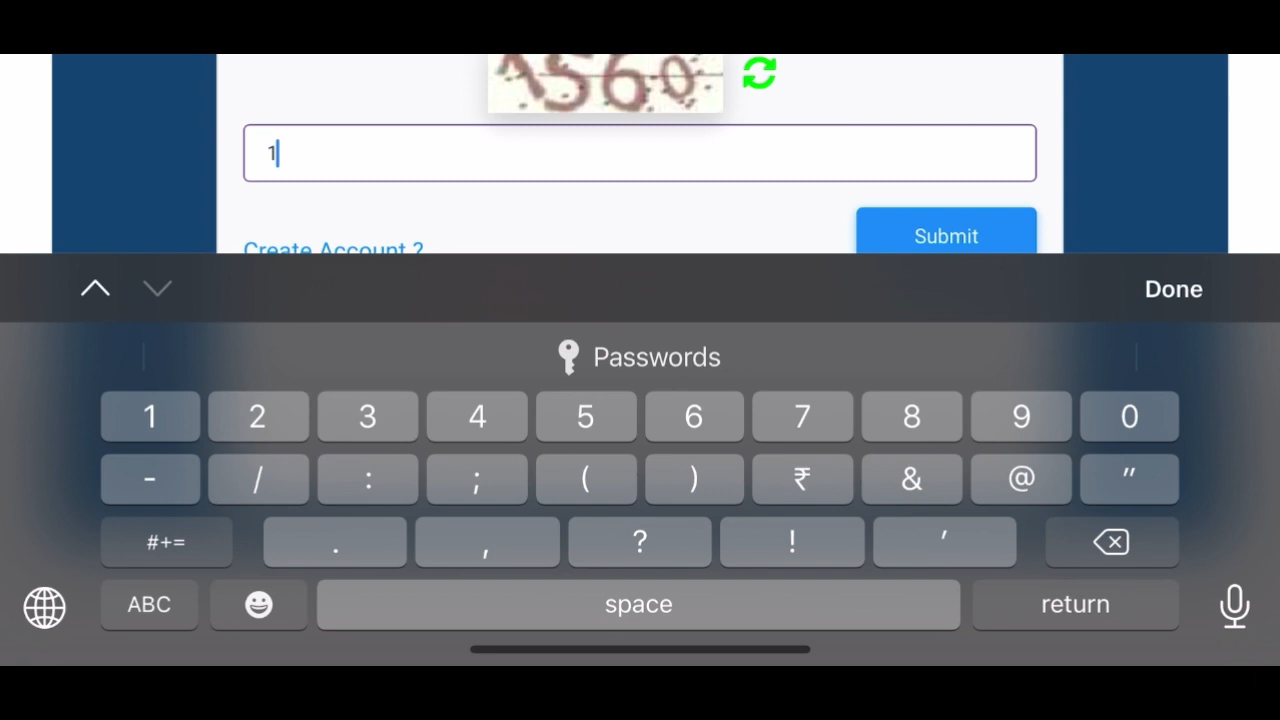 1560
1
Create Account ?
Submit
Done
Passwords
1 2 3 4 5 6 7 8 9 0
- / : ; ( ) ₹ & @ "
#+= . , ? ! '
ABC space return